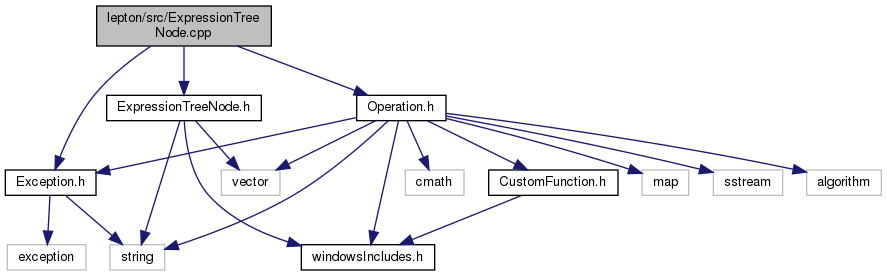 lepton/src/ExpressionTree
Node.cpp
ExpressionTreeNode.h
Operation.h
Exception.h
vector
cmath
CustomFunction.h
map
sstream
algorithm
exception
string
windowsIncludes.h